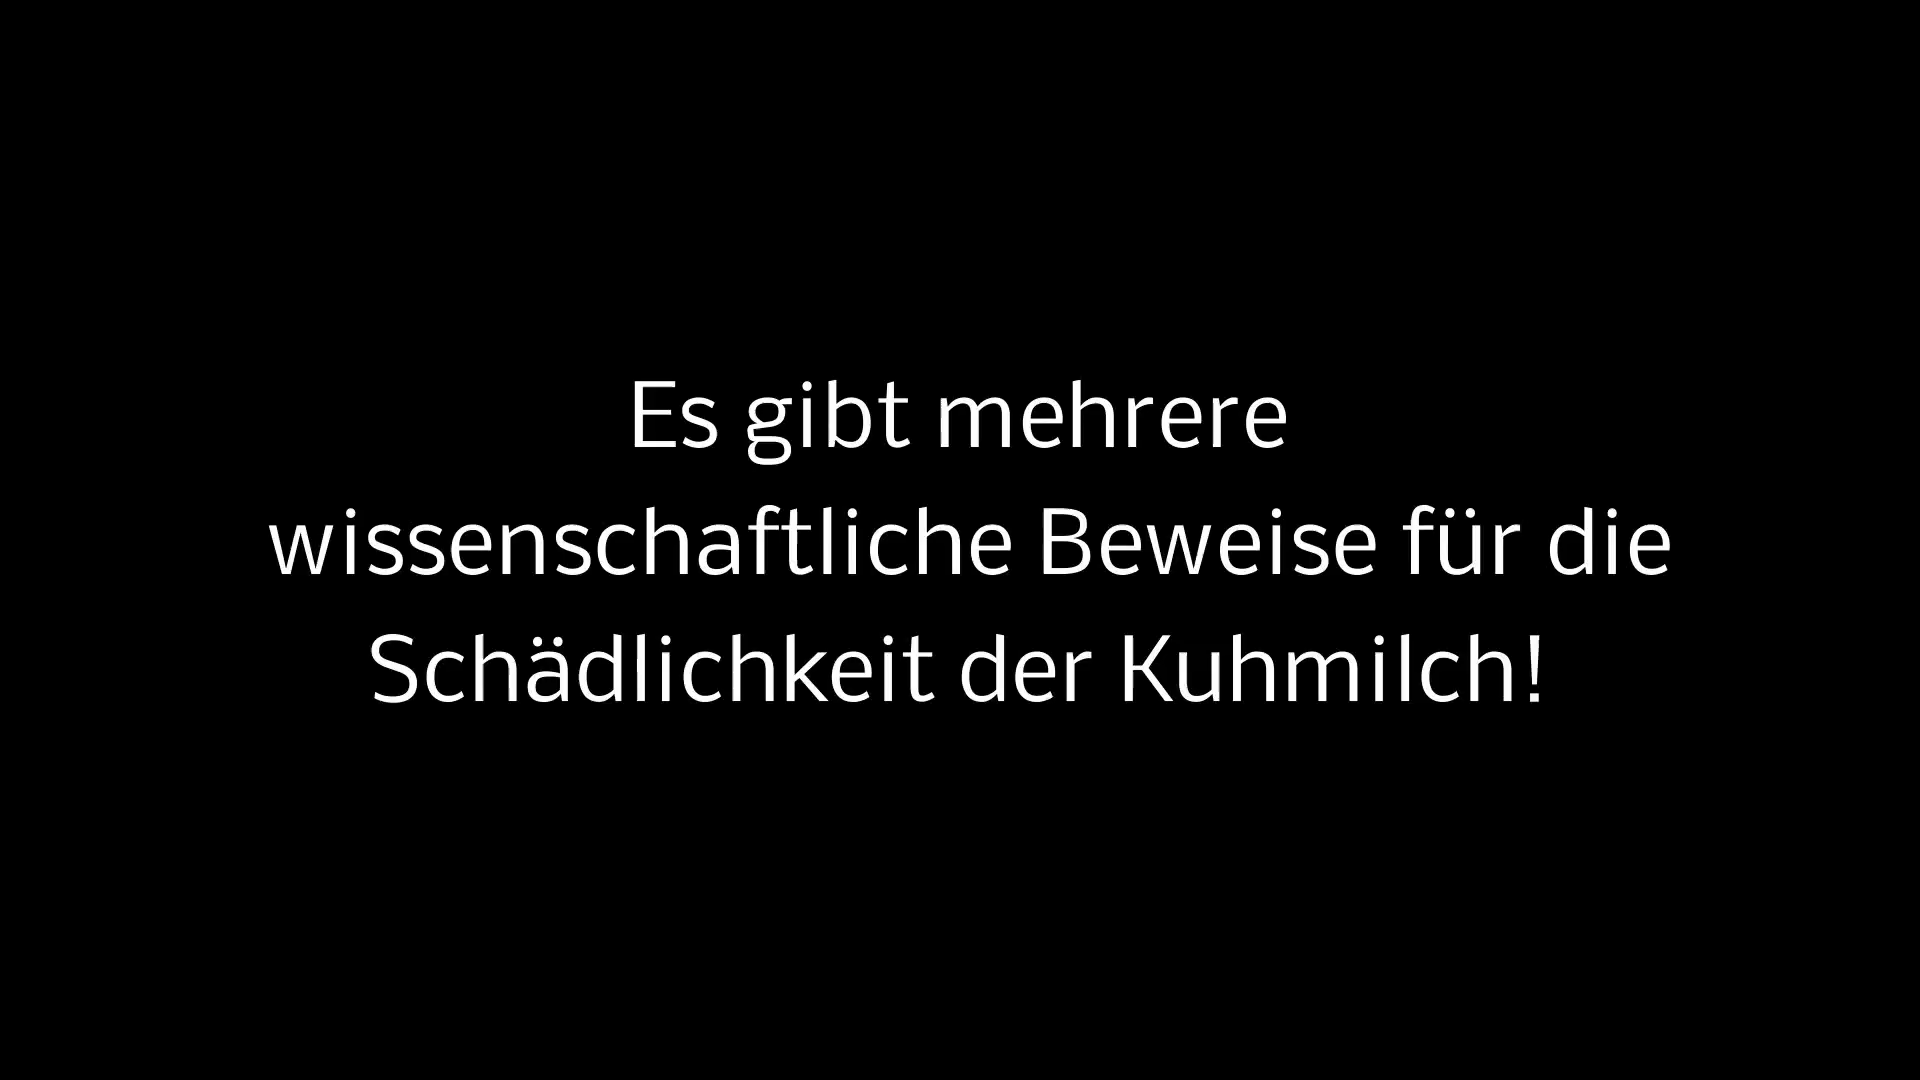 Es gibt mehrere
wissenschaftliche Beweise für die
Schädlichkeit der Kuhmilch!